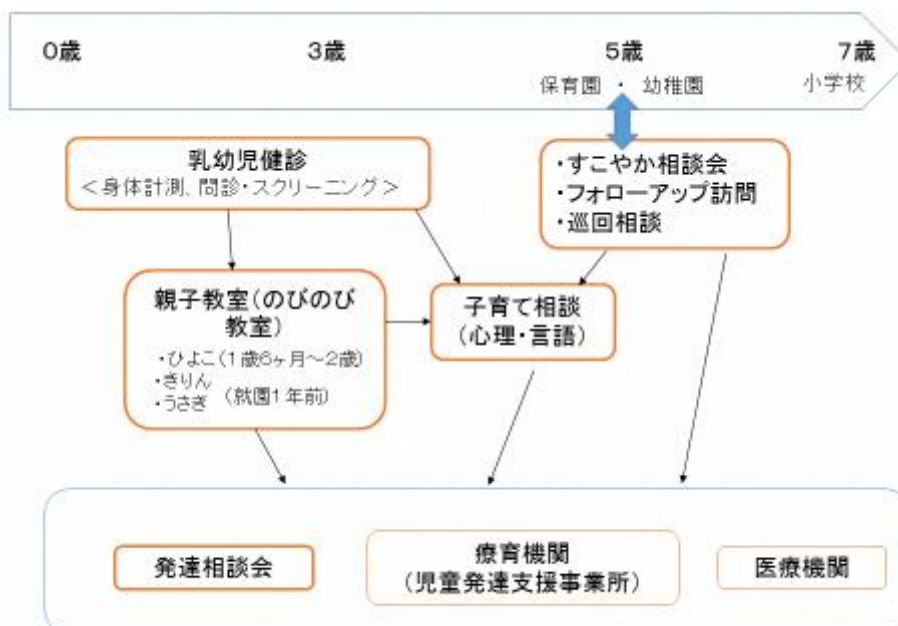 0歳 3歳 5歳 7歳
保育園 ・ 幼稚園 小学校
乳幼児健診
＜身体計測、問診・スクリーニング＞
・すこやか相談会
・フォローアップ訪問
・巡回相談
親子教室(のびのび
教室)
・ひよこ(1歳6ヶ月～2歳)
・きりん
・うさぎ (就園1年前)
子育て相談
(心理・言語)
発達相談会
療育機関
(児童発達支援事業所)
医療機関